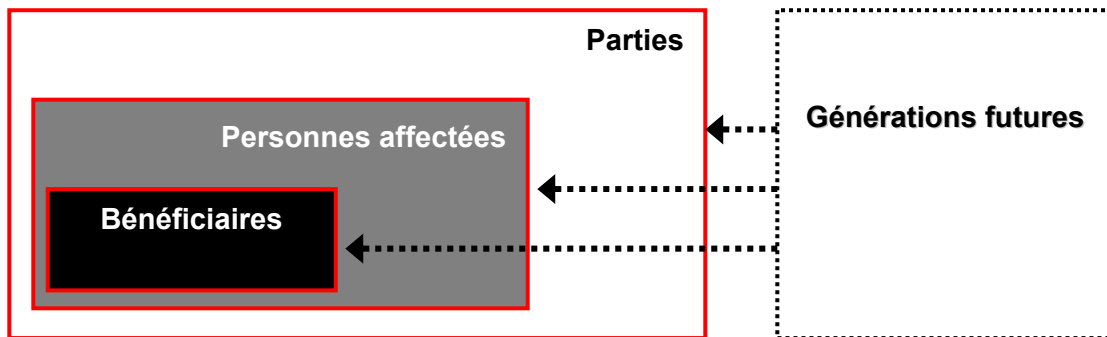 Parties
Générations futures
Personnes affectées
Bénéficiaires